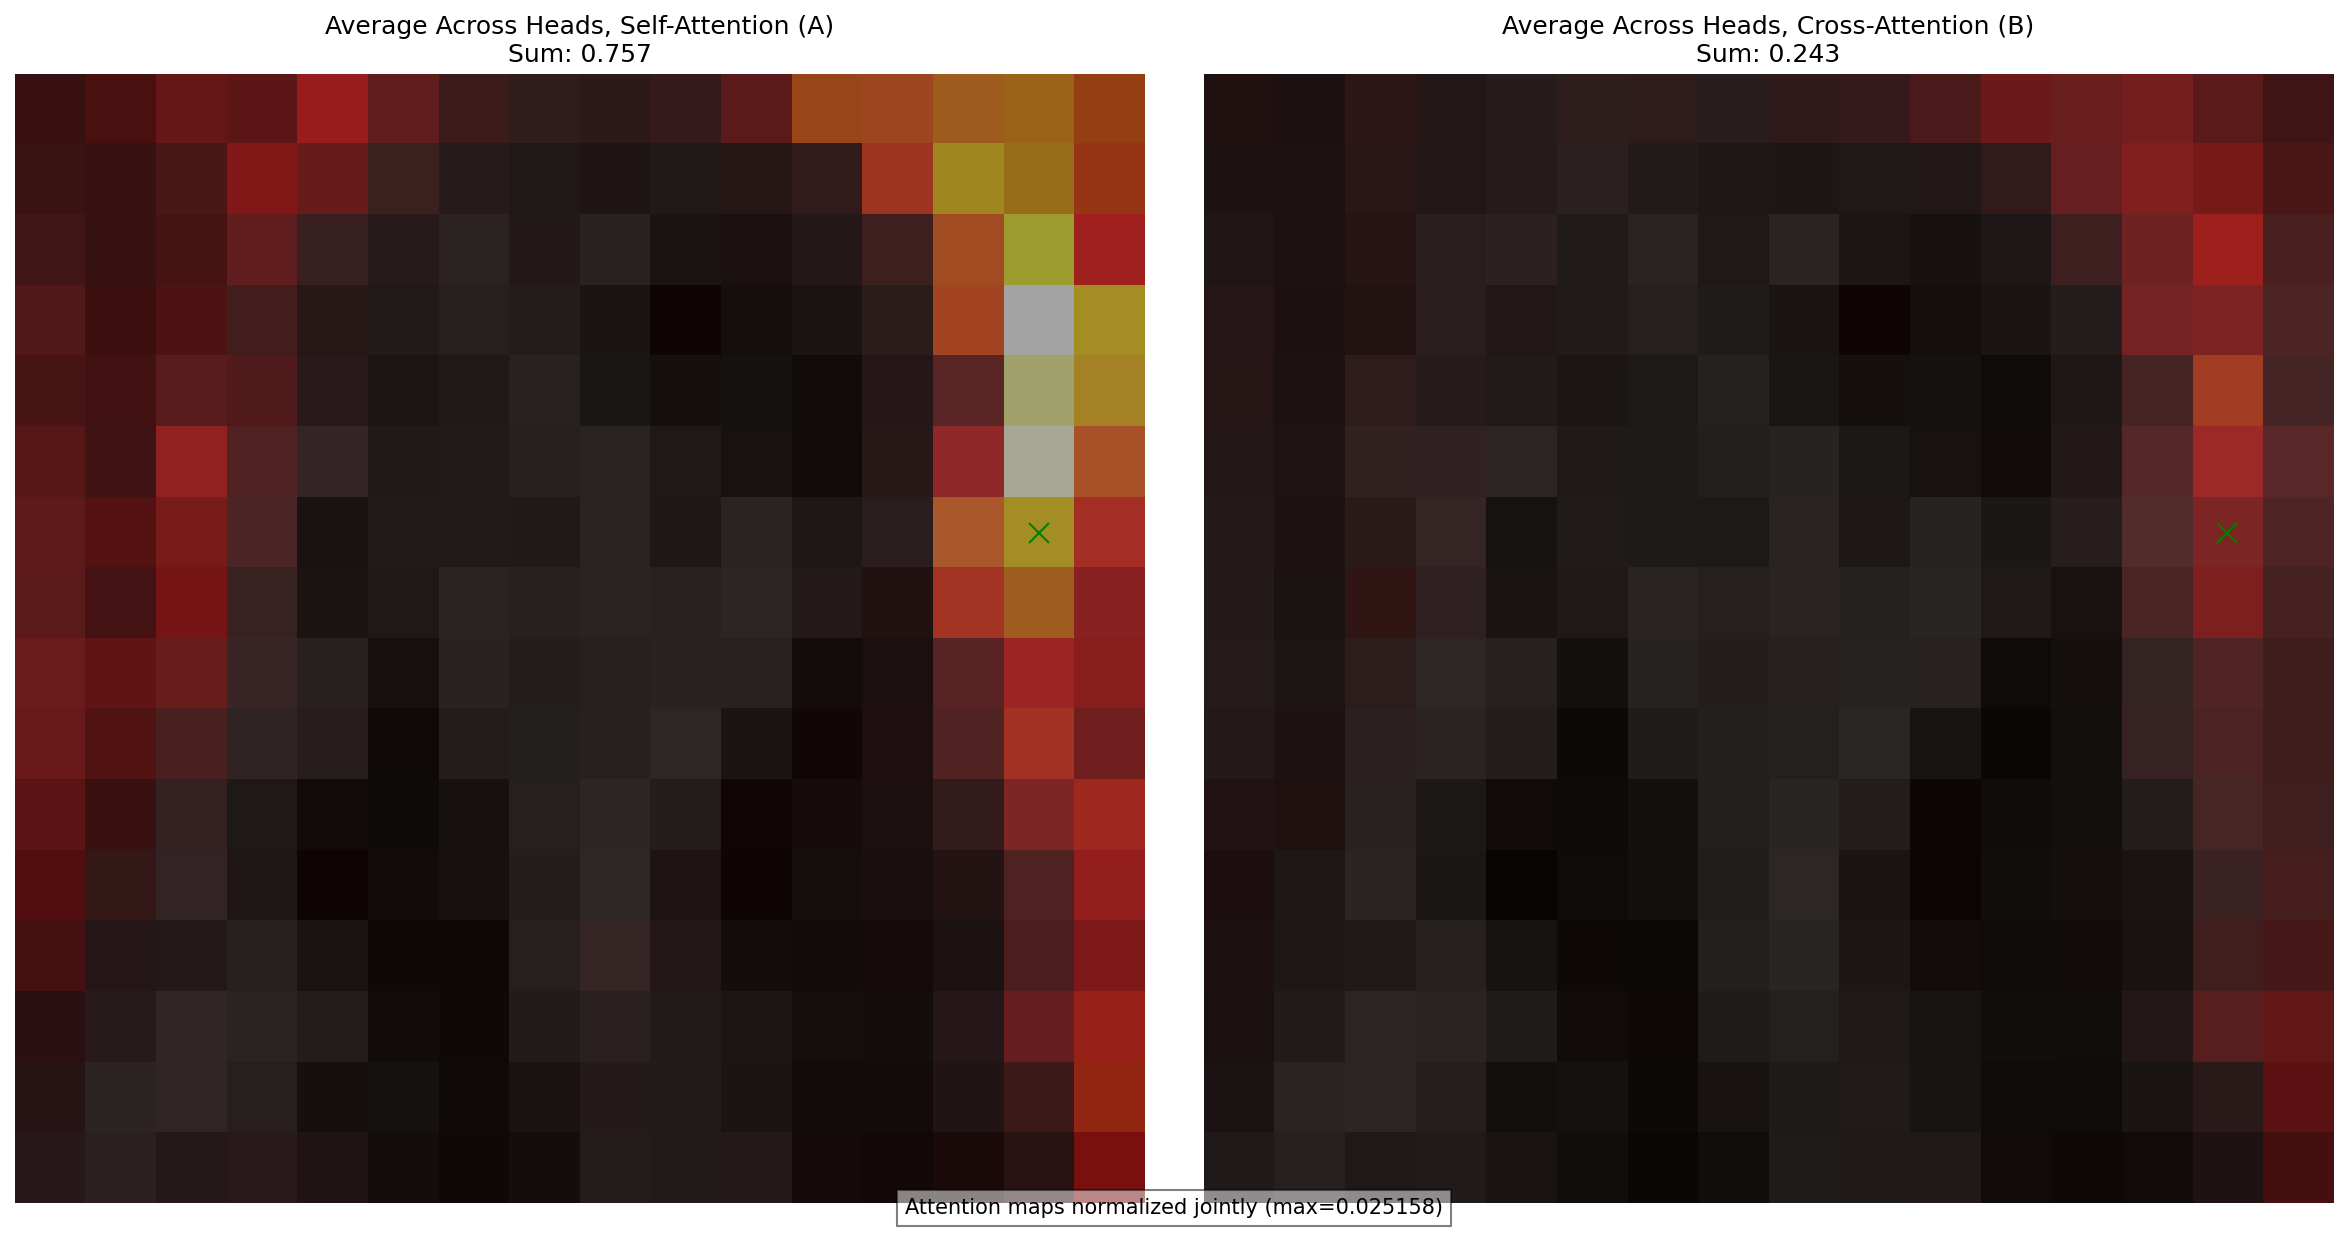 Average Across Heads, Self-Attention (A)
Sum: 0.757
Average Across Heads, Cross-Attention (B)
Sum: 0.243
Attention maps normalized jointly (max=0.025158)